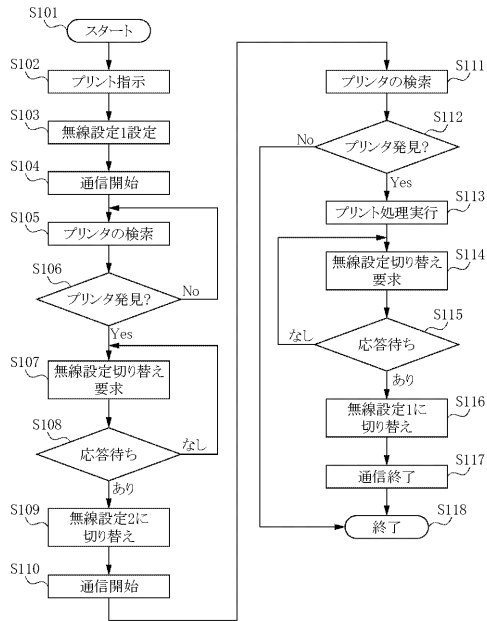 S101
スタート
S102
プリント指示
S103
無線設定1設定
S104
通信開始
S105
プリンタの検索
S106
プリンタ発見?
No
Yes
S107
無線設定切り替え
要求
S108
応答待ち
なし
あり
S109
無線設定2に
切り替え
S110
通信開始
S111
プリンタの検索
S112
プリンタ発見?
No
Yes
S113
プリント処理実行
S114
無線設定切り替え
要求
S115
応答待ち
なし
あり
S116
無線設定1に
切り替え
S117
通信終了
S118
終了